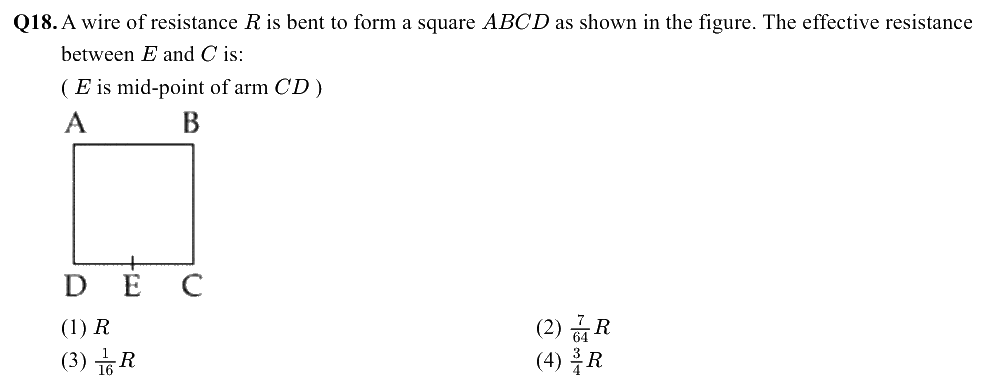 Q18. A wire of resistance R is bent to form a square ABCD as shown in the figure. The effective resistance
between E and C is:
( E is mid-point of arm CD )
A B
D E C
(1) R (2) 7/64 R
(3) 1/16 R (4) 3/4 R